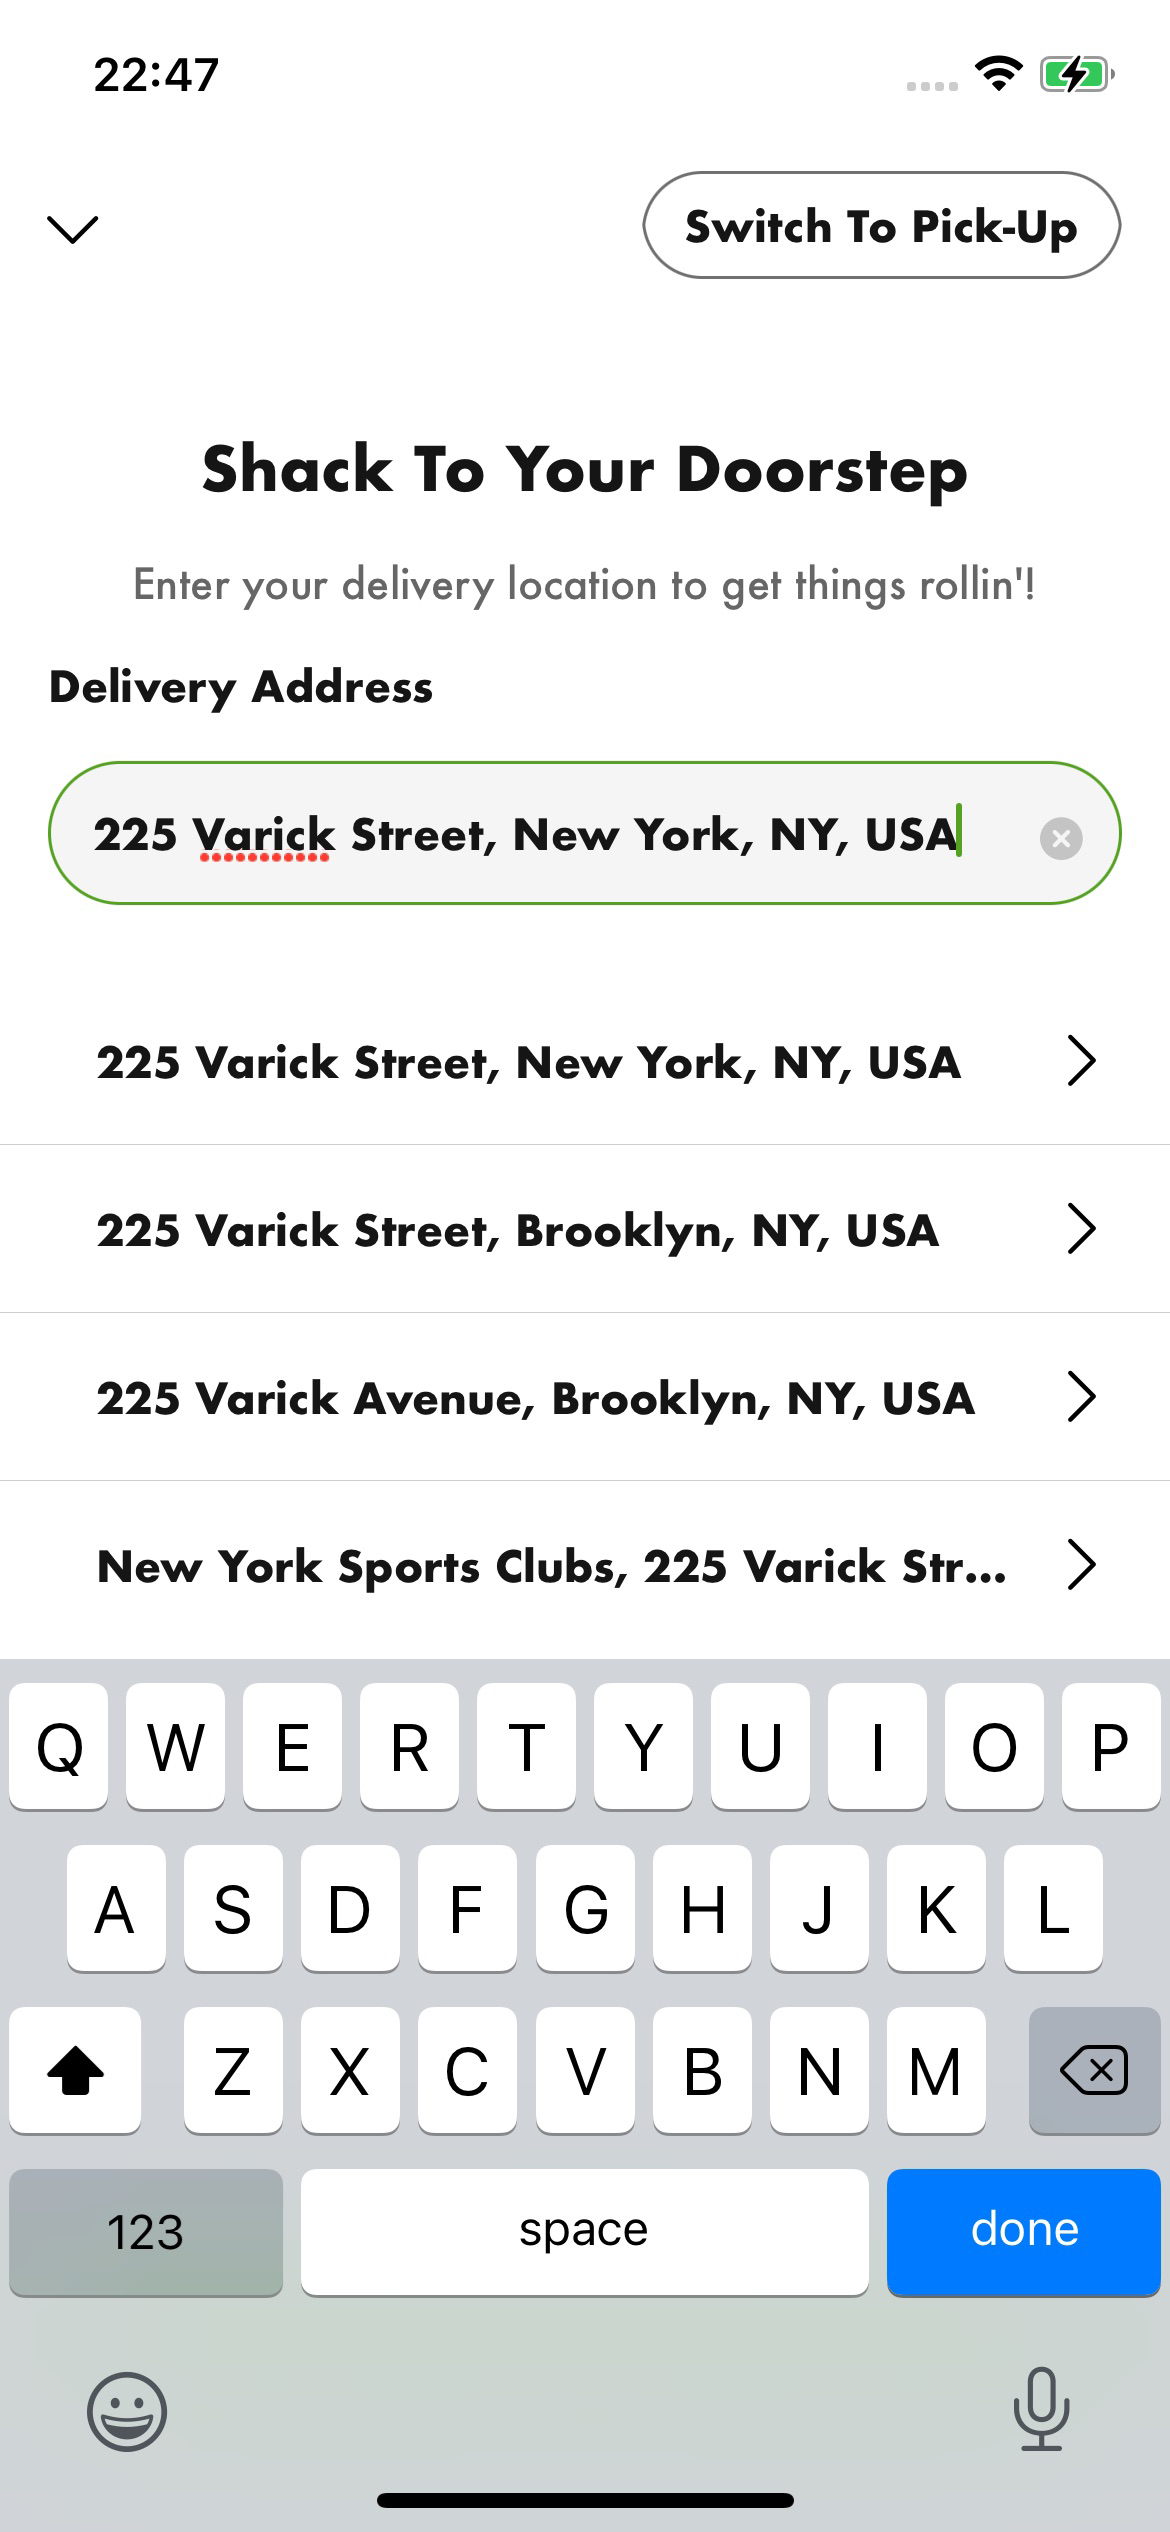 22:47
Switch To Pick-Up
Shack To Your Doorstep
Enter your delivery location to get things rollin'!
Delivery Address
225 Varick Street, New York, NY, USA
225 Varick Street, New York, NY, USA
225 Varick Street, Brooklyn, NY, USA
225 Varick Avenue, Brooklyn, NY, USA
New York Sports Clubs, 225 Varick Str...
Q W E R T Y U I O P
A S D F G H J K L
Z X C V B N M
123 space done